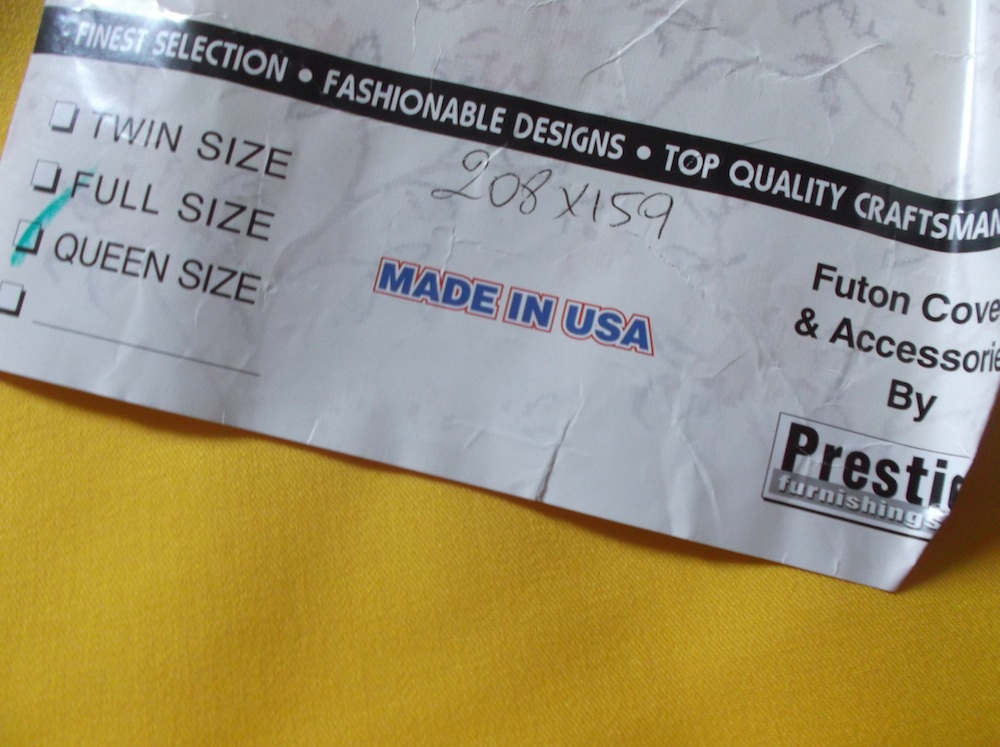 FINEST SELECTION • FASHIONABLE DESIGNS • TOP QUALITY CRAFTSMAN
TWIN SIZE
FULL SIZE
QUEEN SIZE
208 X 159
MADE IN USA
Futon Cove
& Accessorie
By
Presti
furnishings